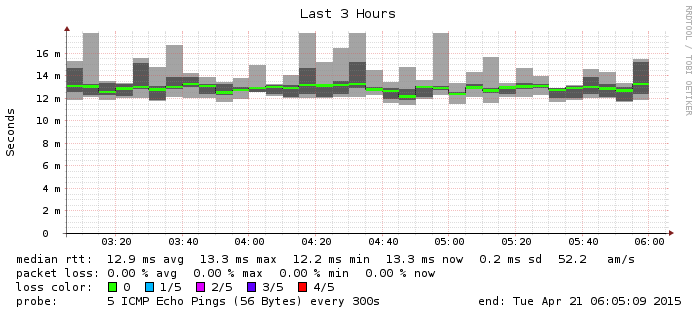 Last 3 Hours
RRDTOOL / TOBI OETIKER
Seconds
16 m
14 m
12 m
10 m
8 m
6 m
4 m
2 m
0
03:20 03:40 04:00 04:20 04:40 05:00 05:20 05:40 06:00
median rtt: 12.9 ms avg 13.3 ms max 12.2 ms min 13.3 ms now 0.2 ms sd 52.2 am/s
packet loss: 0.00 % avg 0.00 % max 0.00 % min 0.00 % now
loss color: 0 1/5 2/5 3/5 4/5
probe: 5 ICMP Echo Pings (56 Bytes) every 300s end: Tue Apr 21 06:05:09 2015